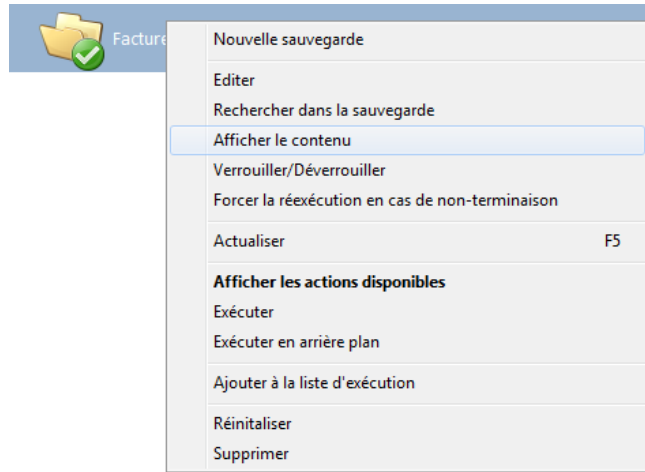 Facture
Nouvelle sauvegarde
Editer
Rechercher dans la sauvegarde
Afficher le contenu
Verrouiller/Déverrouiller
Forcer la réexécution en cas de non-terminaison
Actualiser F5
Afficher les actions disponibles
Exécuter
Exécuter en arrière plan
Ajouter à la liste d'exécution
Réinitaliser
Supprimer